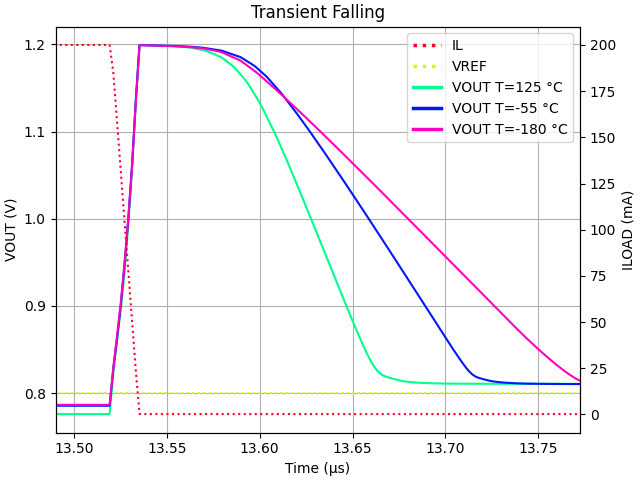 Transient Falling
IL
VREF
VOUT T=125 °C
VOUT T=-55 °C
VOUT T=-180 °C
VOUT (V)
1.2
1.1
1.0
0.9
0.8
200
175
150
125
100
75
50
25
0
ILOAD (mA)
13.50 13.55 13.60 13.65 13.70 13.75
Time (μs)